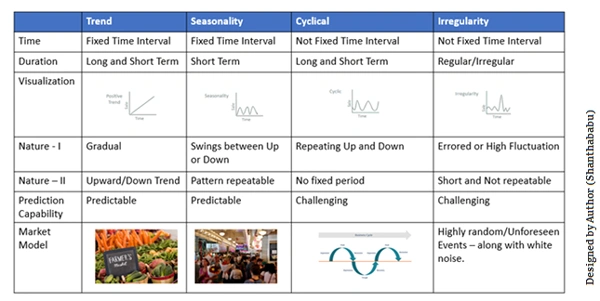 Trend Seasonality Cyclical Irregularity
Time Fixed Time Interval Fixed Time Interval Not Fixed Time Interval Not Fixed Time Interval
Duration Long and Short Term Short Term Long and Short Term Regular/Irregular
Visualization
Positive
Trend
Time
Seasonality
Time
Cyclic
Time
Irregularity
Time
Nature - I Gradual Swings between Up Repeating Up and Down Errored or High Fluctuation
or Down
Nature – II Upward/Down Trend Pattern repeatable No fixed period Short and Not repeatable
Prediction Predictable Predictable Challenging Challenging
Capability
Market Highly random/Unforeseen
Model Events – along with white
noise.
FARMER'S
Market
Designed by Author (Shanthababu)